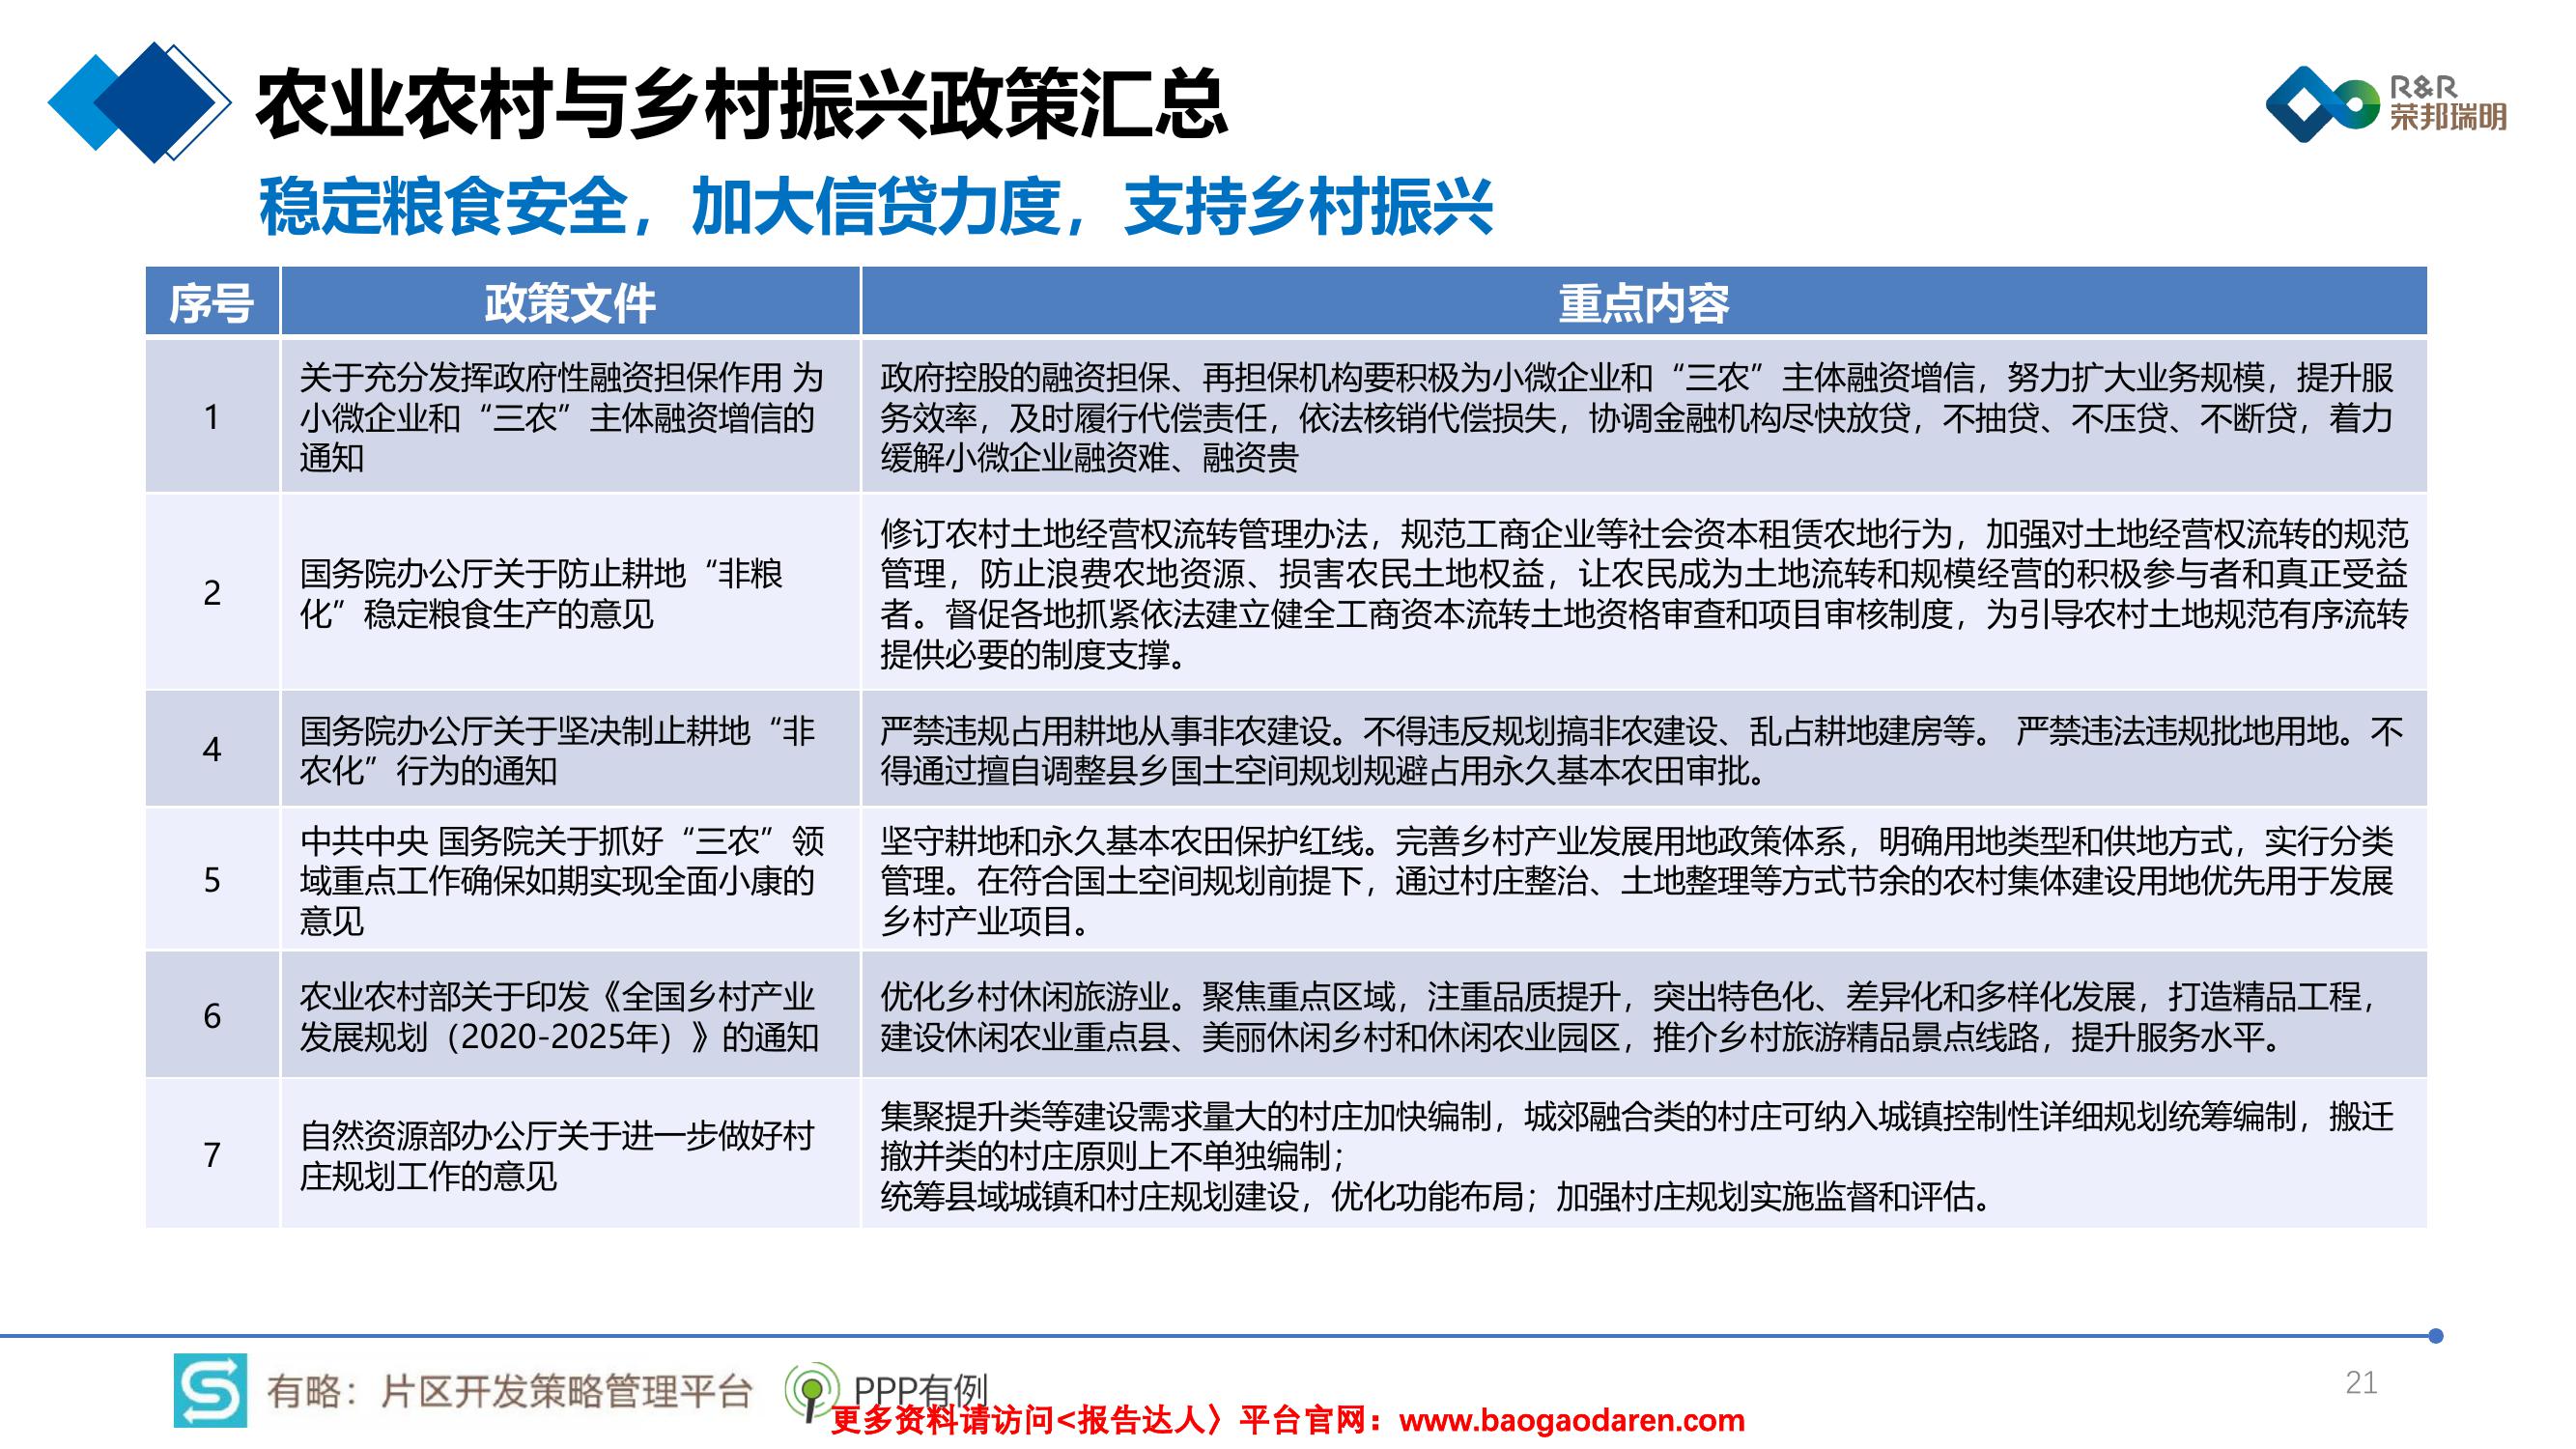 农业农村与乡村振兴政策汇总
R&R
荣邦瑞明
稳定粮食安全，加大信贷力度，支持乡村振兴
序号 政策文件 重点内容
1
关于充分发挥政府性融资担保作用 为
小微企业和“三农”主体融资增信的
通知
政府控股的融资担保、再担保机构要积极为小微企业和“三农”主体融资增信，努力扩大业务规模，提升服
务效率，及时履行代偿责任，依法核销代偿损失，协调金融机构尽快放贷，不抽贷、不压贷、不断贷，着力
缓解小微企业融资难、融资贵
2
国务院办公厅关于防止耕地“非粮
化”稳定粮食生产的意见
修订农村土地经营权流转管理办法，规范工商企业等社会资本租赁农地行为，加强对土地经营权流转的规范
管理，防止浪费农地资源、损害农民土地权益，让农民成为土地流转和规模经营的积极参与者和真正受益
者。督促各地抓紧依法建立健全工商资本流转土地资格审查和项目审核制度，为引导农村土地规范有序流转
提供必要的制度支撑。
4
国务院办公厅关于坚决制止耕地“非
农化”行为的通知
严禁违规占用耕地从事非农建设。不得违反规划搞非农建设、乱占耕地建房等。 严禁违法违规批地用地。不
得通过擅自调整县乡国土空间规划规避占用永久基本农田审批。
5
中共中央 国务院关于抓好“三农”领
域重点工作确保如期实现全面小康的
意见
坚守耕地和永久基本农田保护红线。完善乡村产业发展用地政策体系，明确用地类型和供地方式，实行分类
管理。在符合国土空间规划前提下，通过村庄整治、土地整理等方式节余的农村集体建设用地优先用于发展
乡村产业项目。
6
农业农村部关于印发《全国乡村产业
发展规划（2020-2025年）》的通知
优化乡村休闲旅游业。聚焦重点区域，注重品质提升，突出特色化、差异化和多样化发展，打造精品工程，
建设休闲农业重点县、美丽休闲乡村和休闲农业园区，推介乡村旅游精品景点线路，提升服务水平。
7
自然资源部办公厅关于进一步做好村
庄规划工作的意见
集聚提升类等建设需求量大的村庄加快编制，城郊融合类的村庄可纳入城镇控制性详细规划统筹编制，搬迁
撤并类的村庄原则上不单独编制；
统筹县域城镇和村庄规划建设，优化功能布局；加强村庄规划实施监督和评估。
有略：片区开发策略管理平台
PPP有例
21
更多资料请访问<报告达人〉平台官网：www.baogaodaren.com